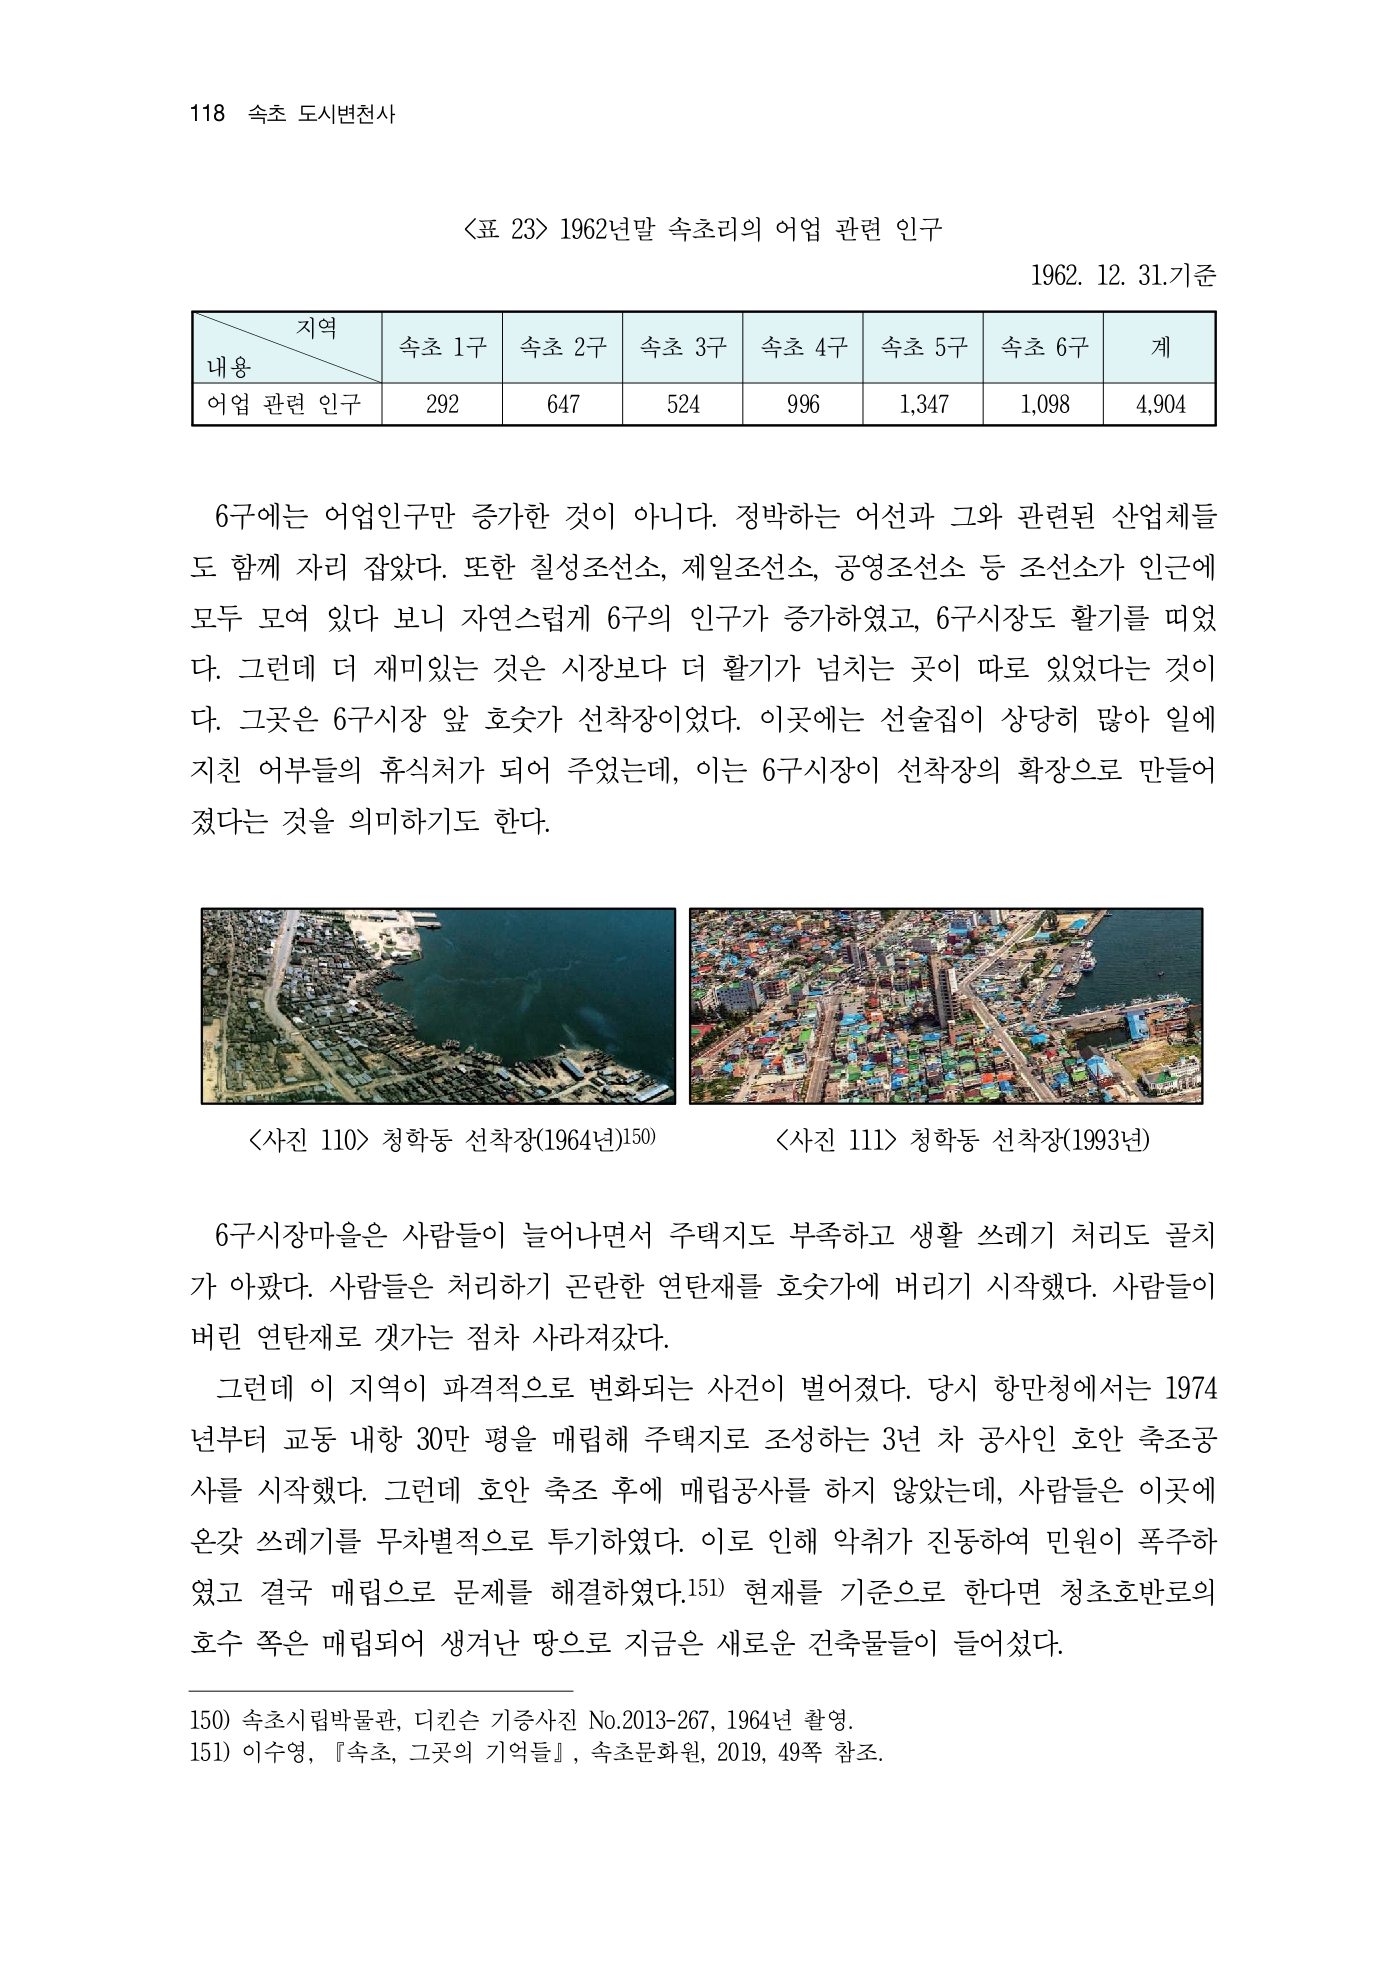 118 속초 도시변천사
<표 23> 1962년말 속초리의 어업 관련 인구
1962. 12. 31.기준
지역
내용
속초 1구 속초 2구 속초 3구 속초 4구 속초 5구 속초 6구 계
어업 관련 인구 292 647 524 996 1,347 1,098 4,904
6구에는 어업인구만 증가한 것이 아니다. 정박하는 어선과 그와 관련된 산업체들
도 함께 자리 잡았다. 또한 칠성조선소, 제일조선소, 공영조선소 등 조선소가 인근에
모두 모여 있다 보니 자연스럽게 6구의 인구가 증가하였고, 6구시장도 활기를 띠었
다. 그런데 더 재미있는 것은 시장보다 더 활기가 넘치는 곳이 따로 있었다는 것이
다. 그곳은 6구시장 앞 호숫가 선착장이었다. 이곳에는 선술집이 상당히 많아 일에
지친 어부들의 휴식처가 되어 주었는데, 이는 6구시장이 선착장의 확장으로 만들어
졌다는 것을 의미하기도 한다.
<사진 110> 청학동 선착장(1964년)150)
<사진 111> 청학동 선착장(1993년)
6구시장마을은 사람들이 늘어나면서 주택지도 부족하고 생활 쓰레기 처리도 골치
가 아팠다. 사람들은 처리하기 곤란한 연탄재를 호숫가에 버리기 시작했다. 사람들이
버린 연탄재로 갯가는 점차 사라져갔다.
그런데 이 지역이 파격적으로 변화되는 사건이 벌어졌다. 당시 항만청에서는 1974
년부터 교동 내항 30만 평을 매립해 주택지로 조성하는 3년 차 공사인 호안 축조공
사를 시작했다. 그런데 호안 축조 후에 매립공사를 하지 않았는데, 사람들은 이곳에
온갖 쓰레기를 무차별적으로 투기하였다. 이로 인해 악취가 진동하여 민원이 폭주하
였고 결국 매립으로 문제를 해결하였다.151) 현재를 기준으로 한다면 청초호반로의
호수 쪽은 매립되어 생겨난 땅으로 지금은 새로운 건축물들이 들어섰다.
150) 속초시립박물관, 디킨슨 기증사진 No.2013-267, 1964년 촬영.
151) 이수영, 『속초, 그곳의 기억들』, 속초문화원, 2019, 49쪽 참조.